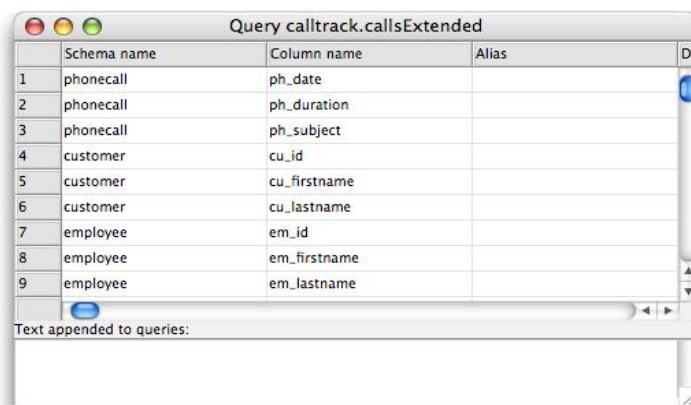 Query calltrack.callsExtended
Schema name Column name Alias D
1 phonecall ph_date
2 phonecall ph_duration
3 phonecall ph_subject
4 customer cu_id
5 customer cu_firstname
6 customer cu_lastname
7 employee em_id
8 employee em_firstname
9 employee em_lastname
Text appended to queries: